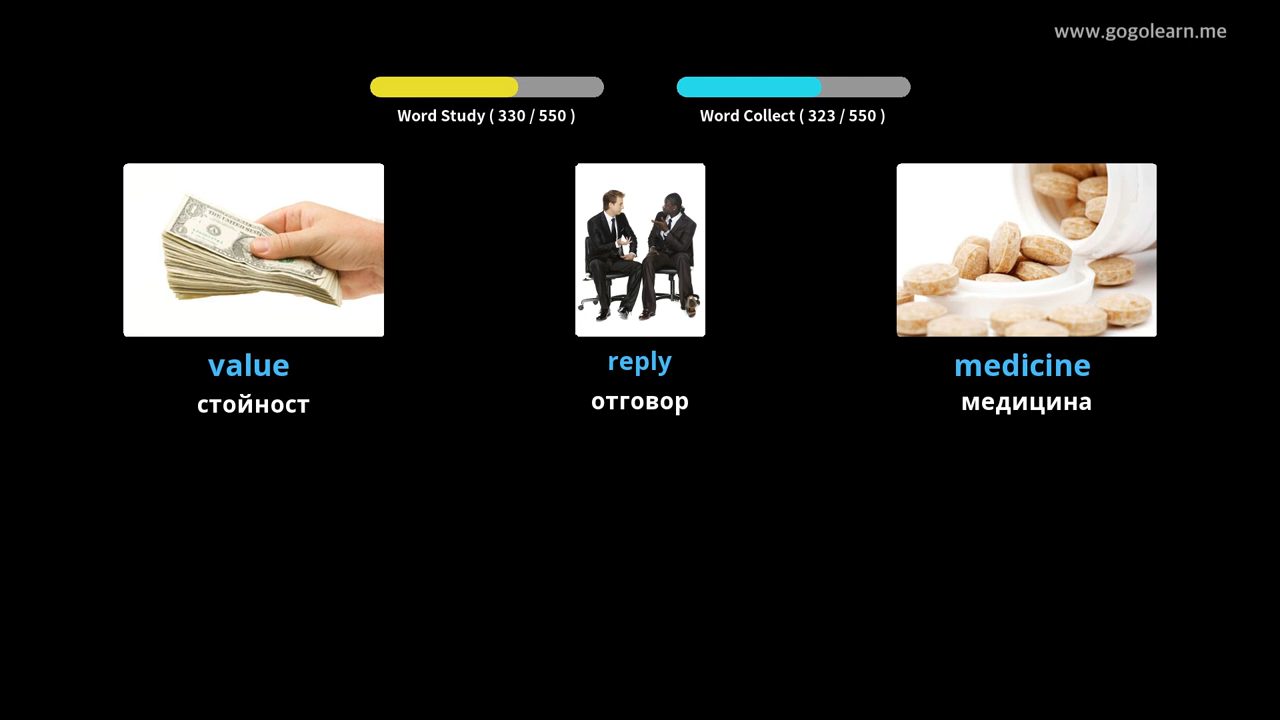 www.gogolearn.me
Word Study ( 330 / 550 )
Word Collect ( 323 / 550 )
value
стойност
reply
отговор
medicine
медицина